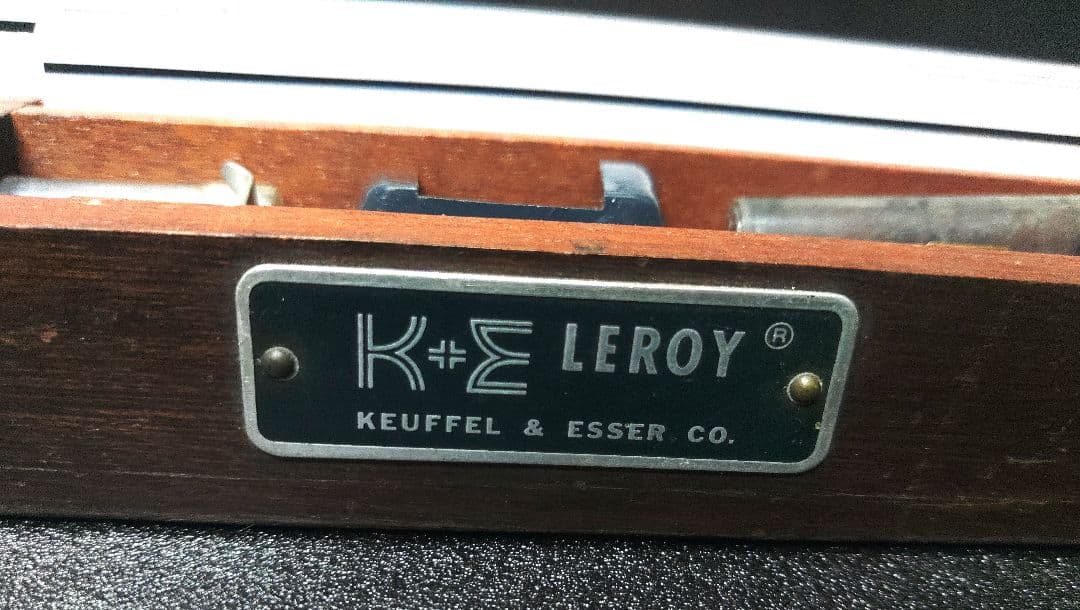 K+E LEROY ®
KEUFFEL & ESSER CO.